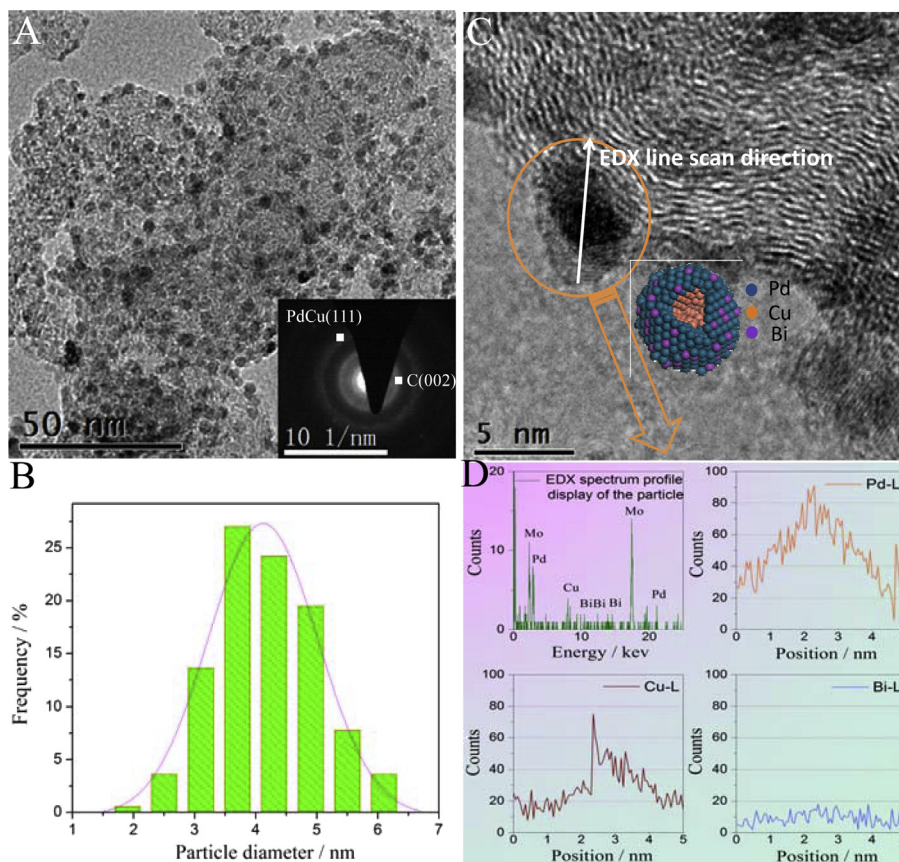 A
PdCu(111)
C(002)
50 nm
10 1/nm
C
EDX line scan direction
Pd
Cu
Bi
5 nm
B
25
20
15
10
5
0
Frequency / %
1 2 3 4 5 6 7
Particle diameter / nm
D
EDX spectrum profile
display of the particle
Mo
Mo
Pd
Cu
BiBi Bi
Pd
20
15
10
5
0
Counts
0 10 20
Energy / kev
Pd-L
100
80
60
40
20
0
Counts
0 1 2 3 4
Position / nm
Cu-L
100
80
60
40
20
0
Counts
0 1 2 3 4 5
Position / nm
Bi-L
100
80
60
40
20
0
Counts
0 1 2 3 4
Position / nm